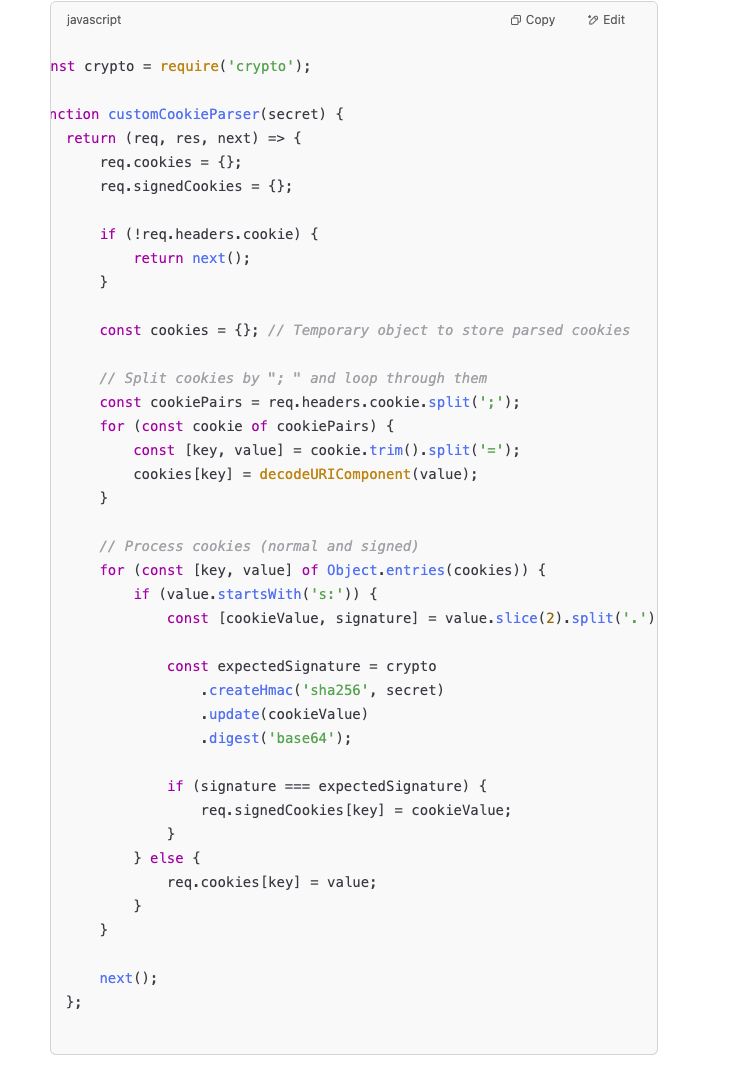 javascript
Copy
Edit
nst crypto = require('crypto');
nction customCookieParser(secret) {
return (req, res, next) => {
req.cookies = {};
req.signedCookies = {};
if (!req.headers.cookie) {
return next();
}
const cookies = {}; // Temporary object to store parsed cookies
// Split cookies by "; " and loop through them
const cookiePairs = req.headers.cookie.split(';');
for (const cookie of cookiePairs) {
const [key, value] = cookie.trim().split('=');
cookies[key] = decodeURIComponent(value);
}
// Process cookies (normal and signed)
for (const [key, value] of Object.entries(cookies)) {
if (value.startsWith('s:')) {
const [cookieValue, signature] = value.slice(2).split('.')
const expectedSignature = crypto
.createHmac('sha256', secret)
.update(cookieValue)
.digest('base64');
if (signature === expectedSignature) {
req.signedCookies[key] = cookieValue;
}
} else {
req.cookies[key] = value;
}
}
next();
};